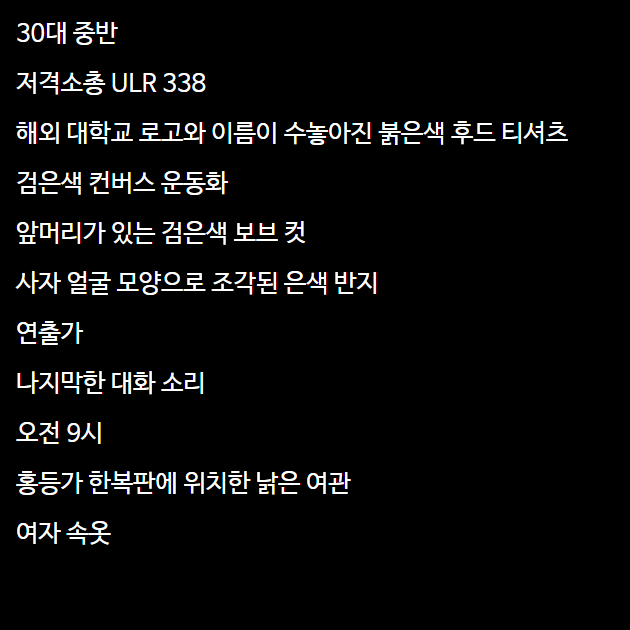 30대 중반
저격소총 ULR 338
해외 대학교 로고와 이름이 수놓아진 붉은색 후드 티셔츠
검은색 컨버스 운동화
앞머리가 있는 검은색 보브 컷
사자 얼굴 모양으로 조각된 은색 반지
연출가
나지막한 대화 소리
오전 9시
홍등가 한복판에 위치한 낡은 여관
여자 속옷